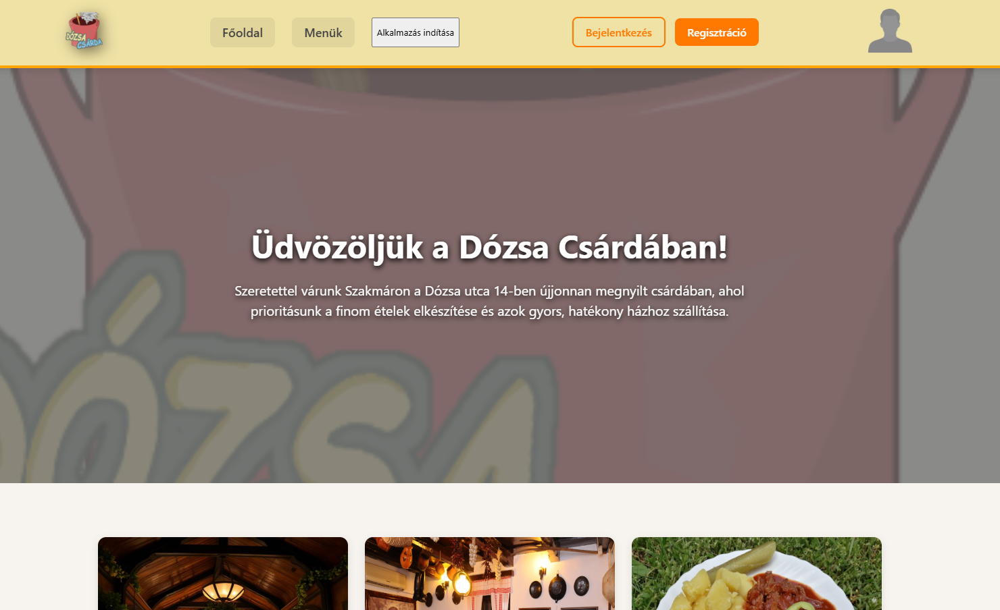 DÓZSA
CSÁRDA
Főoldal
Menük
Alkalmazás indítása
Bejelentkezés
Regisztráció
Üdvözöljük a Dózsa Csárdában!
Szeretettel várunk Szakmáron a Dózsa utca 14-ben újjonnan megnyilt csárdában, ahol
prioritásunk a finom ételek elkészítése és azok gyors, hatékony házhoz szállítása.
DÓZSA